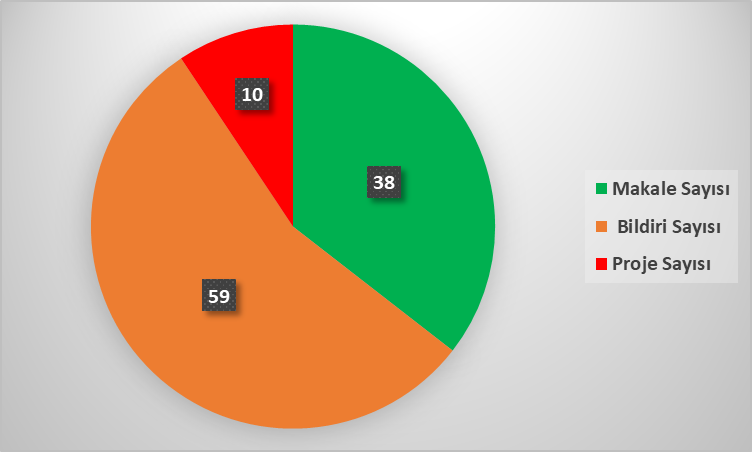 10
38
59
Makale Sayısı
Bildiri Sayısı
Proje Sayısı